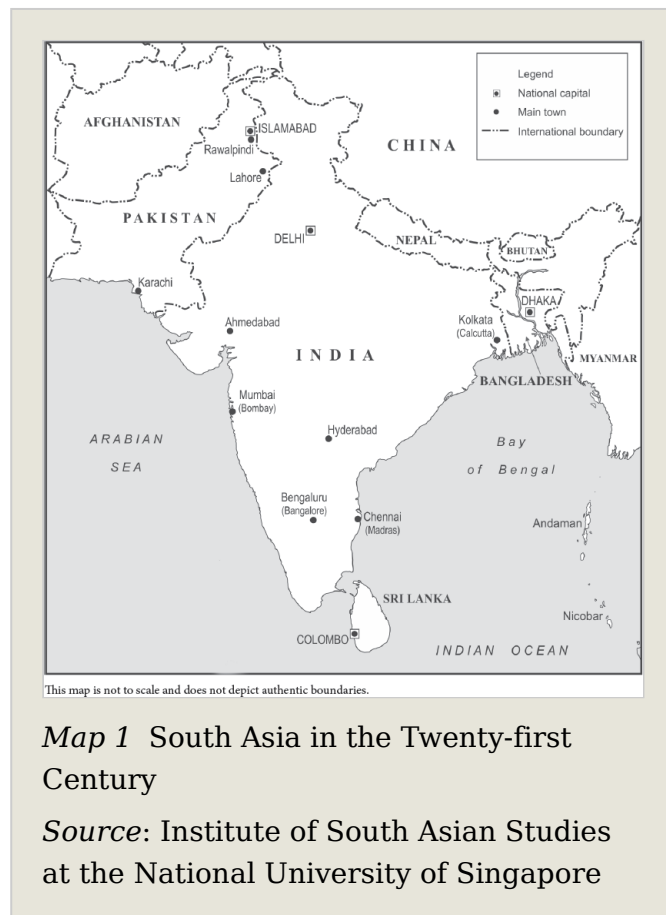 Legend
National capital
Main town
International boundary
AFGHANISTAN
ISLAMABAD
Rawalpindi
CHINA
Lahore
PAKISTAN
DELHI
NEPAL
BHUTAN
Karachi
DHAKA
Ahmedabad
Kolkata
(Calcutta)
INDIA
MYANMAR
BANGLADESH
Mumbai
(Bombay)
Hyderabad
ARABIAN
SEA
Bay
of Bengal
Bengaluru
(Bangalore)
Chennai
(Madras)
Andaman
SRI LANKA
Nicobar
COLOMBO
INDIAN OCEAN
This map is not to scale and does not depict authentic boundaries.
Map 1 South Asia in the Twenty-first
Century
Source: Institute of South Asian Studies
at the National University of Singapore